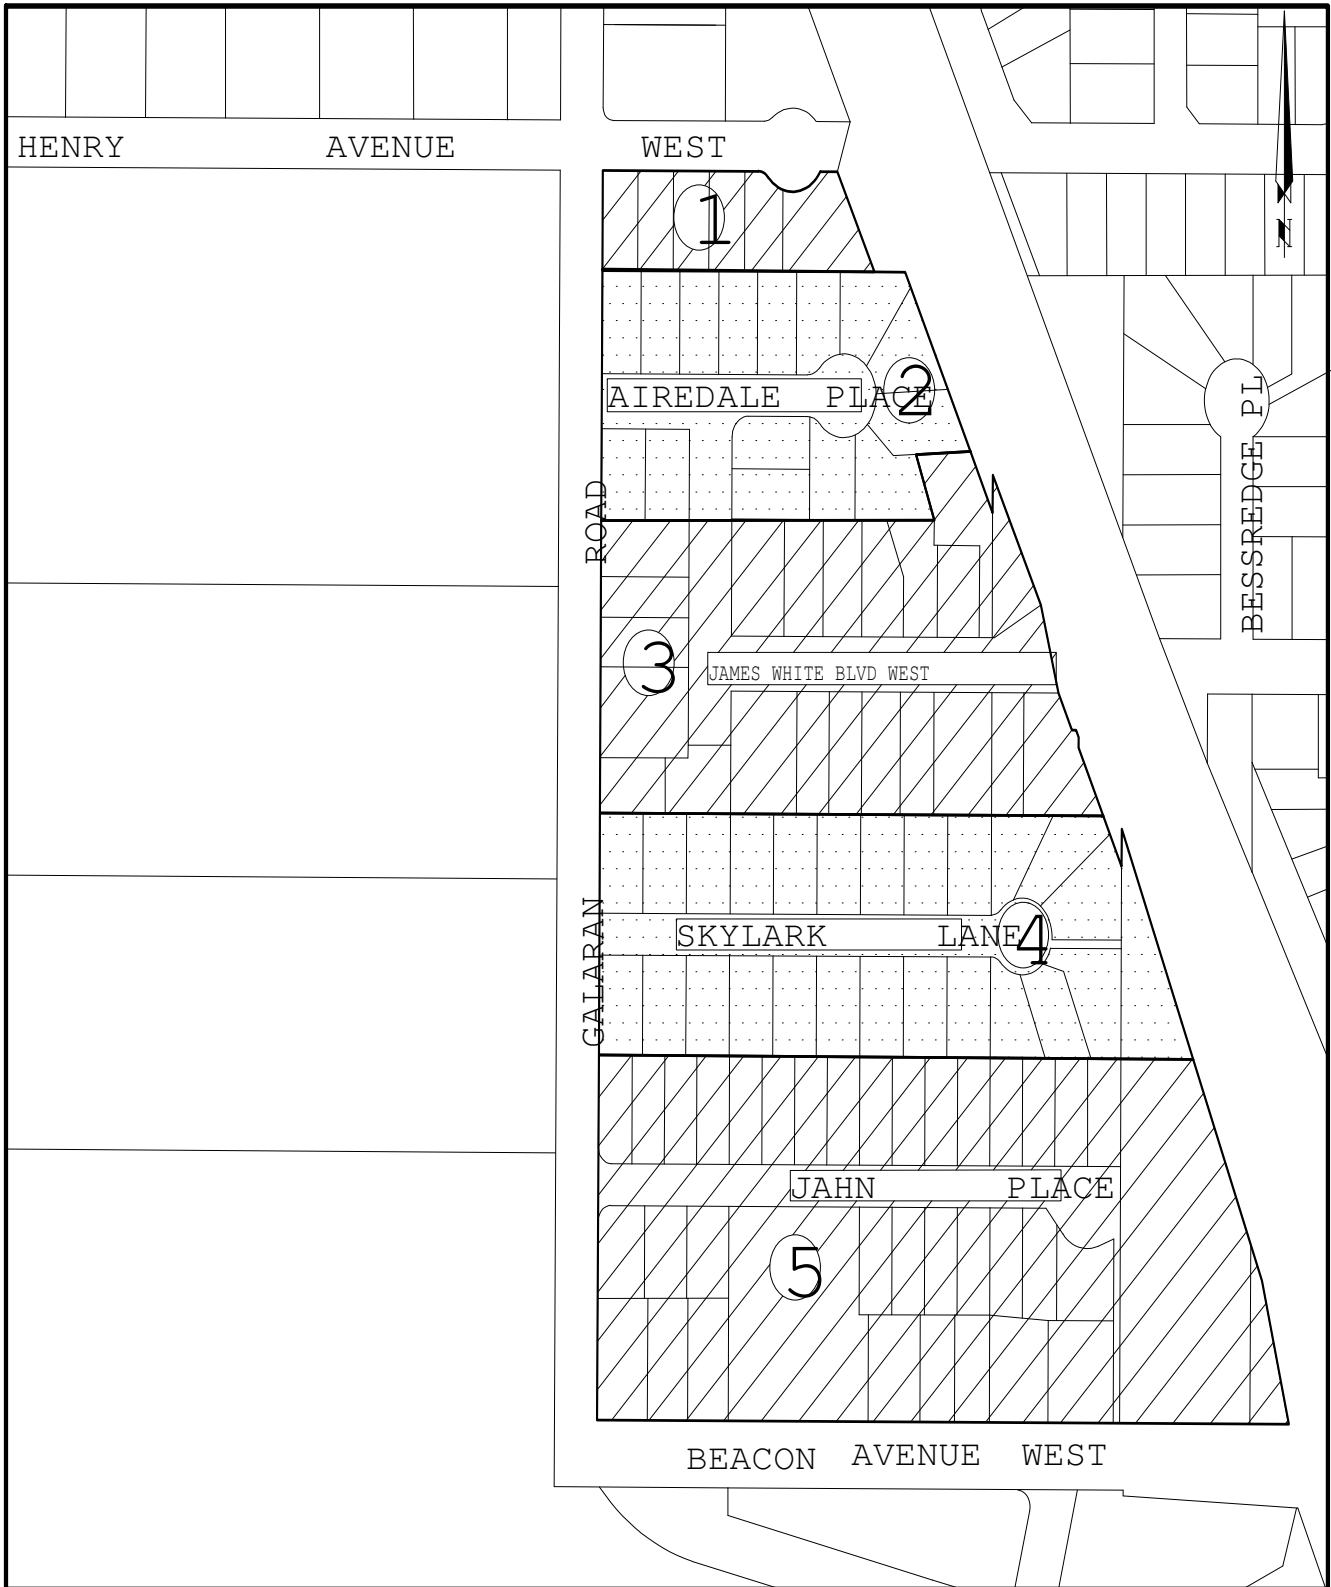 HENRY AVENUE WEST
1
N
AIREDALE PLACE
2
BESSREDGE PL
ROAD
3
JAMES WHITE BLVD WEST
GALARAN
SKYLARK LANE
4
JAHN PLACE
5
BEACON AVENUE WEST